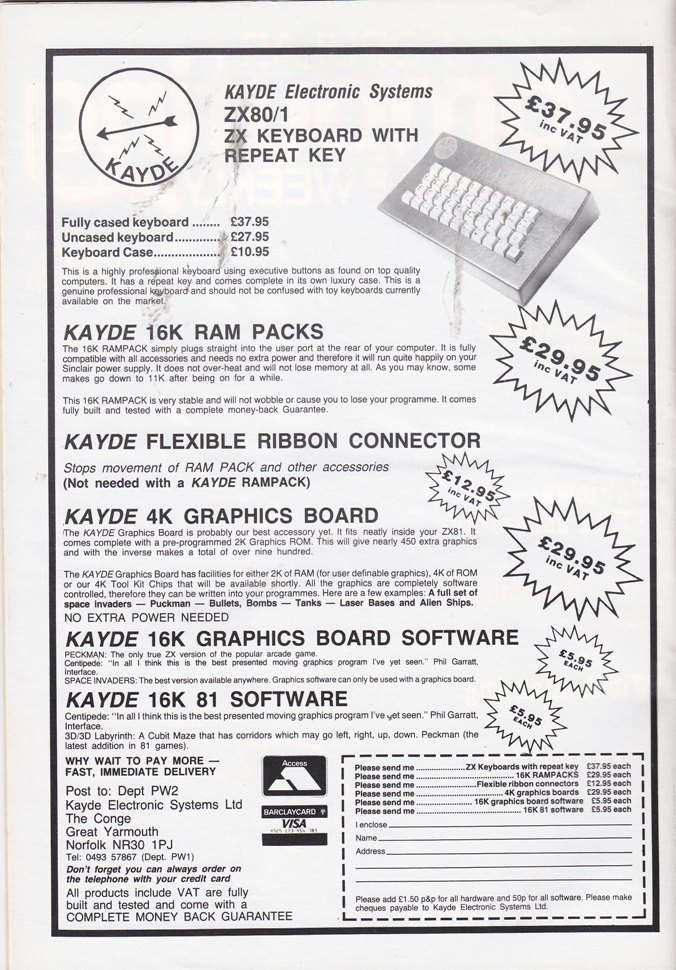 KAYDE
KAYDE Electronic Systems
ZX80/1
ZX KEYBOARD WITH
REPEAT KEY
£37.95
inc VAT
Fully cased keyboard ........ £37.95
Uncased keyboard............. £27.95
Keyboard Case.................. £10.95
This is a highly professional keyboard using executive buttons as found on top quality
computers. It has a repeat key and comes complete in its own luxury case. This is a
genuine professional keyboard and should not be confused with toy keyboards currently
available on the market.
KAYDE 16K RAM PACKS
The 16K RAMPACK simply plugs straight into the user port at the rear of your computer. It is fully
compatible with all accessories and needs no extra power and therefore it will run quite happily on your
Sinclair power supply. It does not over-heat and will not lose memory at all. As you may know, some
makes go down to 11K after being on for a while.
£29.95
inc VAT
This 16K RAMPACK is very stable and will not wobble or cause you to lose your programme. It comes
fully built and tested with a complete money-back Guarantee.
KAYDE FLEXIBLE RIBBON CONNECTOR
Stops movement of RAM PACK and other accessories
(Not needed with a KAYDE RAMPACK)
£12.95
inc VAT
KAYDE 4K GRAPHICS BOARD
The KAYDE Graphics Board is probably our best accessory yet. It fits neatly inside your ZX81. It
comes complete with a pre-programmed 2K Graphics ROM. This will give nearly 450 extra graphics
and with the inverse makes a total of over nine hundred.
£29.95
inc VAT
The KAYDE Graphics Board has facilities for either 2K of RAM (for user definable graphics), 4K of ROM
or our 4K Tool Kit Chips that will be available shortly. All the graphics are completely software
controlled, therefore they can be written into your programmes. Here are a few examples: A full set of
space invaders — Puckman — Bullets, Bombs — Tanks — Laser Bases and Alien Ships.
NO EXTRA POWER NEEDED
KAYDE 16K GRAPHICS BOARD SOFTWARE
PECKMAN: The only true ZX version of the popular arcade game.
Centipede: "In all I think this is the best presented moving graphics program I've yet seen." Phil Garratt,
Interface.
SPACE INVADERS: The best version available anywhere. Graphics software can only be used with a graphics board.
£5.95
EACH
KAYDE 16K 81 SOFTWARE
Centipede: "In all I think this is the best presented moving graphics program I've yet seen." Phil Garratt,
Interface.
3D/3D Labyrinth: A Cubit Maze that has corridors which may go left, right, up, down. Peckman (the
latest addition in 81 games).
£5.95
EACH
WHY WAIT TO PAY MORE —
FAST, IMMEDIATE DELIVERY
Post to: Dept PW2
Kayde Electronic Systems Ltd
The Conge
Great Yarmouth
Norfolk NR30 1PJ
Tel: 0493 57867 (Dept. PW1)
Don't forget you can always order on
the telephone with your credit card
All products include VAT are fully
built and tested and come with a
COMPLETE MONEY BACK GUARANTEE
Access
BARCLAYCARD
VISA
Please send me ..................ZX Keyboards with repeat key £37.95 each
Please send me ...............................16K RAMPACKS £29.95 each
Please send me .....................Flexible ribbon connectors £12.95 each
Please send me ............................4K graphics boards £29.95 each
Please send me ....................16K graphics board software £5.95 each
Please send me ................................16K 81 software £5.95 each
I enclose
Name
Address
Please add £1.50 p&p for all hardware and 50p for all software. Please make
cheques payable to Kayde Electronic Systems Ltd.